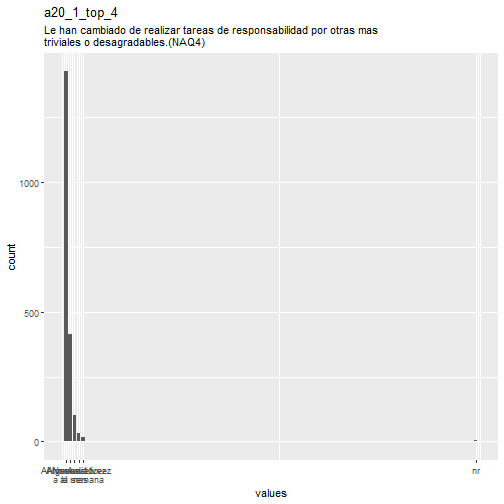 a20_1_top_4
Le han cambiado de realizar tareas de responsabilidad por otras mas
triviales o desagradables.(NAQ4)
1000
500
0
count
nr
values